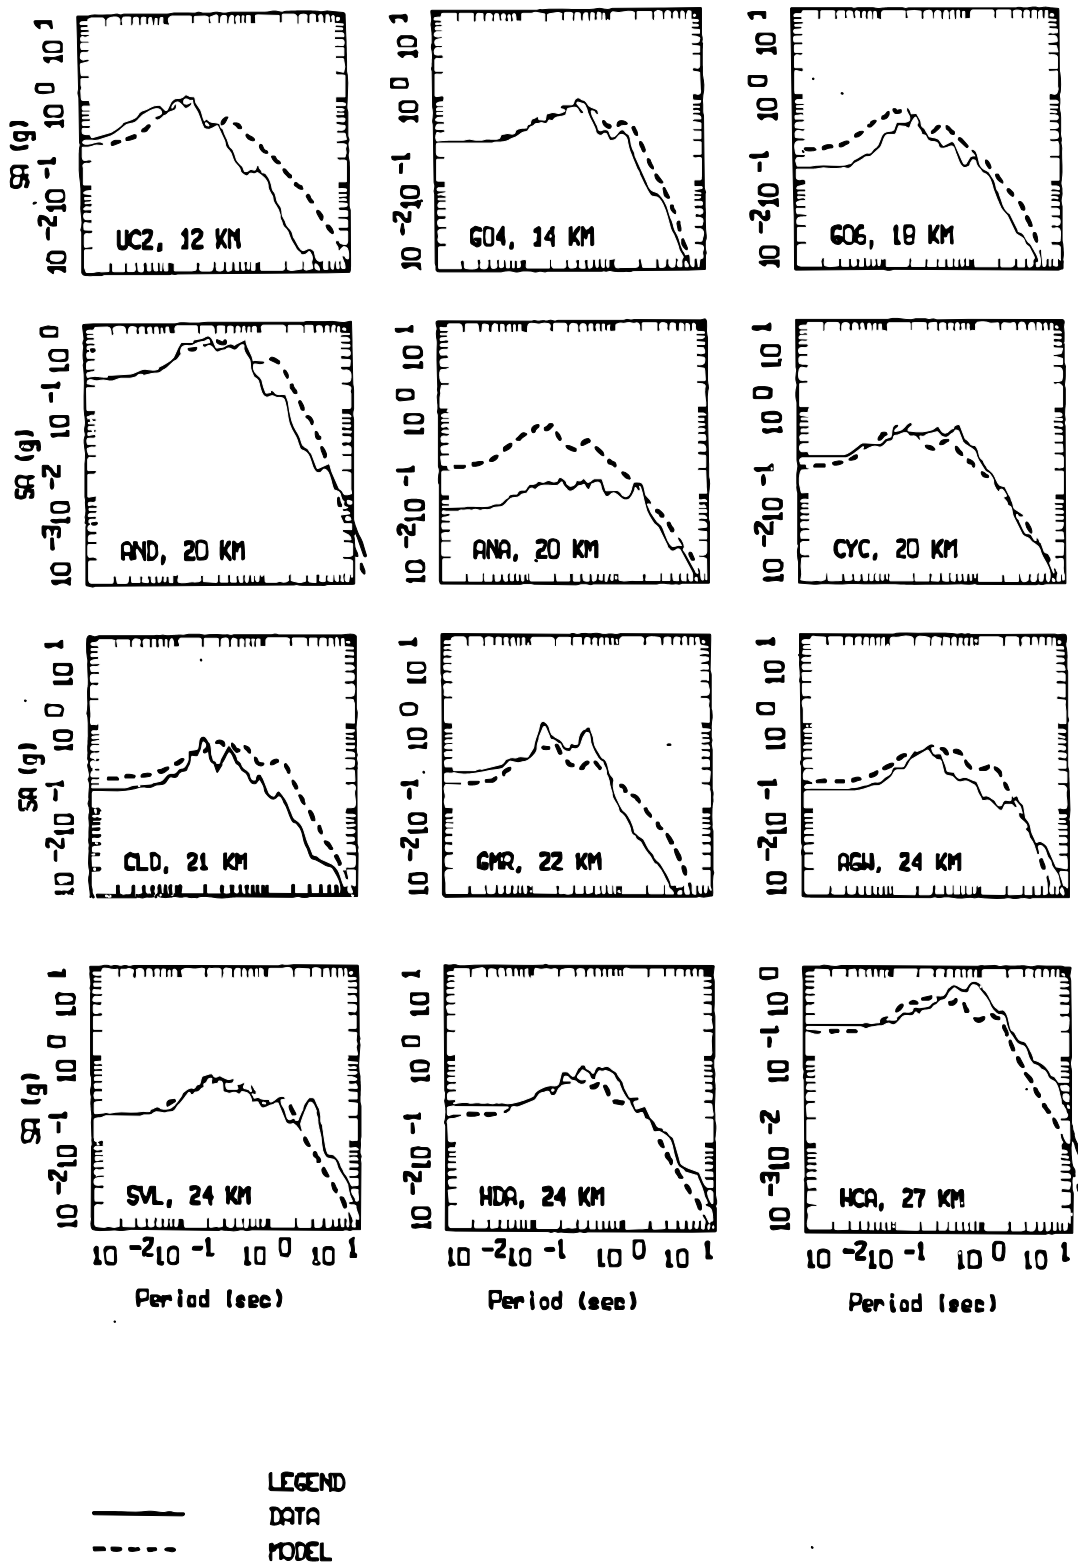 SA (g)
10 -2 10 -1 10 0 10 1
UC2, 12 KM
10 -2 10 -1 10 0 10 1
G04, 14 KM
10 -2 10 -1 10 0 10 1
G06, 18 KM
SA (g)
10 -3 10 -2 10 -1 10 0
AND, 20 KM
10 -2 10 -1 10 0 10 1
ANA, 20 KM
10 -2 10 -1 10 0 10 1
CYC, 20 KM
SA (g)
10 -2 10 -1 10 0 10 1
CLD, 21 KM
10 -2 10 -1 10 0 10 1
GMR, 22 KM
10 -2 10 -1 10 0 10 1
AGW, 24 KM
SA (g)
10 -2 10 -1 10 0 10 1
SVL, 24 KM
10 -2 10 -1 10 0 10 1
HDA, 24 KM
10 -3 10 -2 10 -1 10 0
HCA, 27 KM
10 -2 10 -1 10 0 10 1
10 -2 10 -1 10 0 10 1
10 -2 10 -1 10 0 10 1
Period (sec)
Period (sec)
Period (sec)
LEGEND
DATA
MODEL